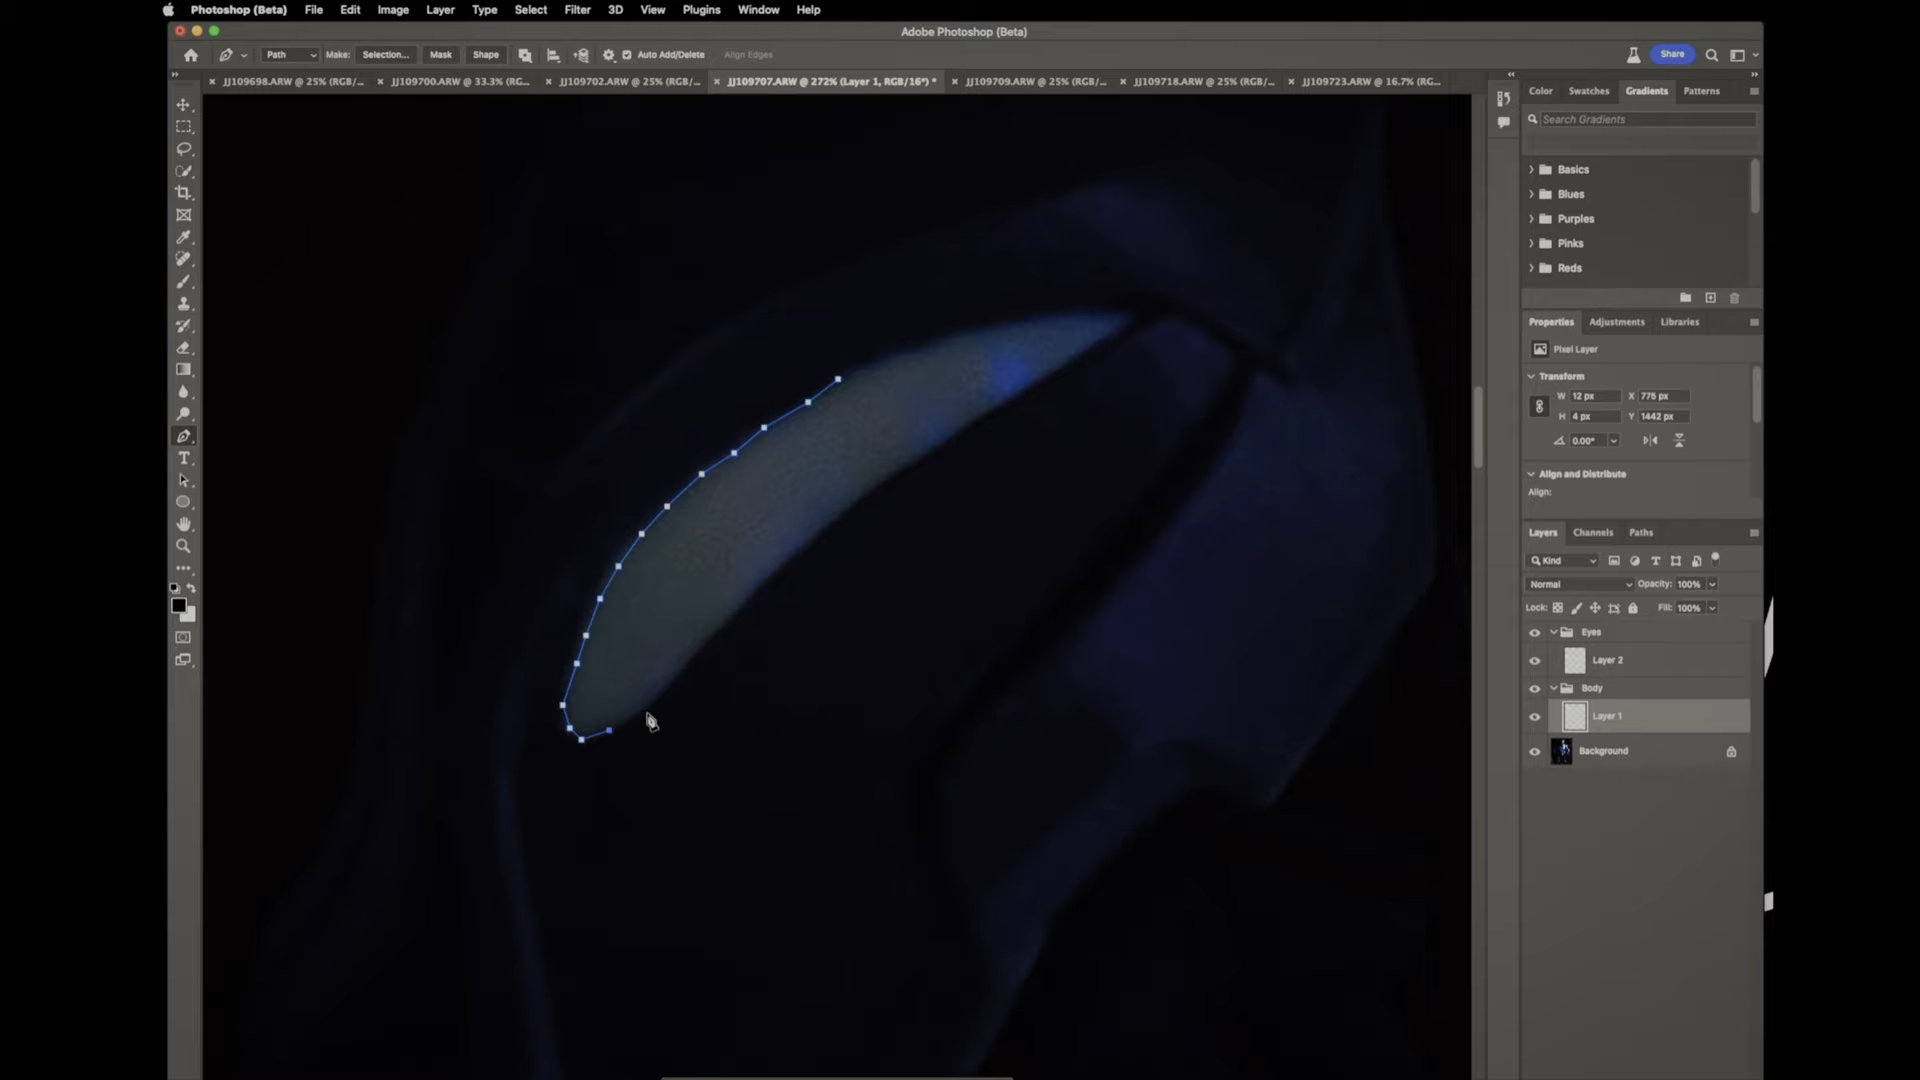 Photoshop (Beta) File Edit Image Layer Type Select Filter 3D View Plugins Window Help
Adobe Photoshop (Beta)
Path Make: Selection... Mask Shape Auto Add/Delete Align Edges Share
JJ109698.ARW @ 25% (RGB/... JJ109700.ARW @ 33.3% (RG... JJ109702.ARW @ 25% (RGB/... JJ109707.ARW @ 272% (Layer 1, RGB/16*) * JJ109709.ARW @ 25% (RGB/... JJ109718.ARW @ 25% (RGB/... JJ109723.ARW @ 16.7% (RG...
Color Swatches Gradients Patterns
Search Gradients
Basics
Blues
Purples
Pinks
Reds
Properties Adjustments Libraries
Pixel Layer
Transform
W 12 px X 775 px
H 4 px Y 1442 px
0.00°
Align and Distribute
Align:
Layers Channels Paths
Kind
Normal Opacity: 100%
Lock: Fill: 100%
Eyes
Layer 2
Body
Layer 1
Background